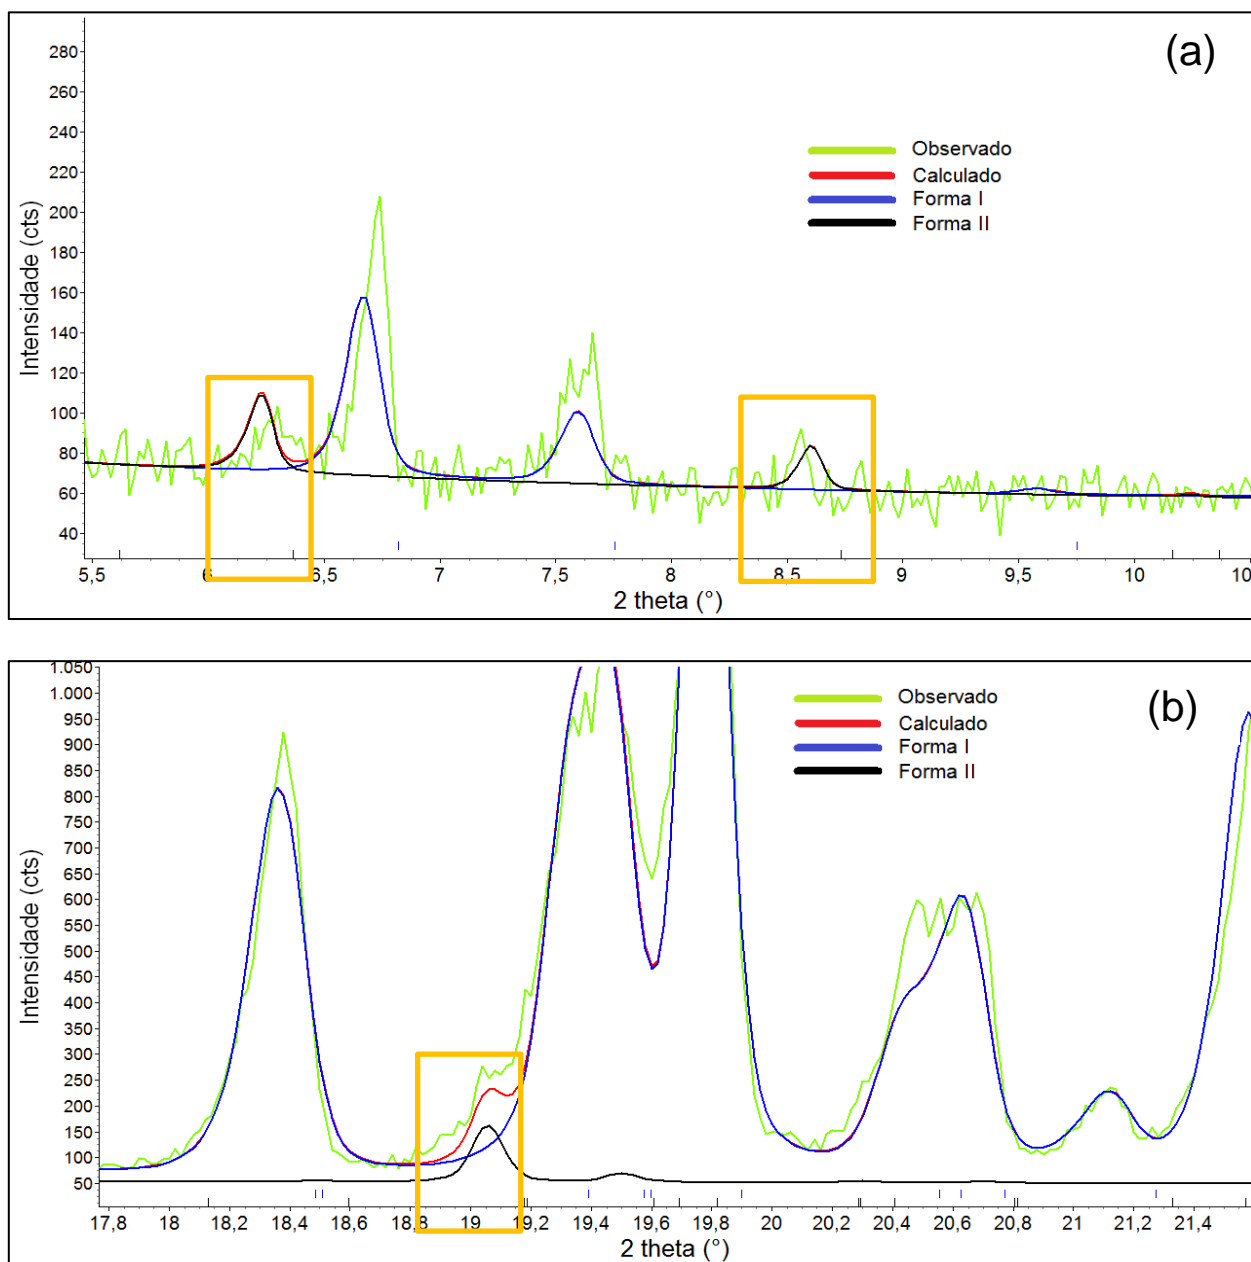 (a)
Intensidade (cts)
280
260
240
220
200
180
160
140
120
100
80
60
40
Observado
Calculado
Forma I
Forma II
5,5 6 6,5 7 7,5 8 8,5 9 9,5 10 10
2 theta (°)
(b)
Intensidade (cts)
1.050
1.000
950
900
850
800
750
700
650
600
550
500
450
400
350
300
250
200
150
100
50
Observado
Calculado
Forma I
Forma II
17,8 18 18,2 18,4 18,6 18,8 19 19,2 19,4 19,6 19,8 20 20,2 20,4 20,6 20,8 21 21,2 21,4
2 theta (°)